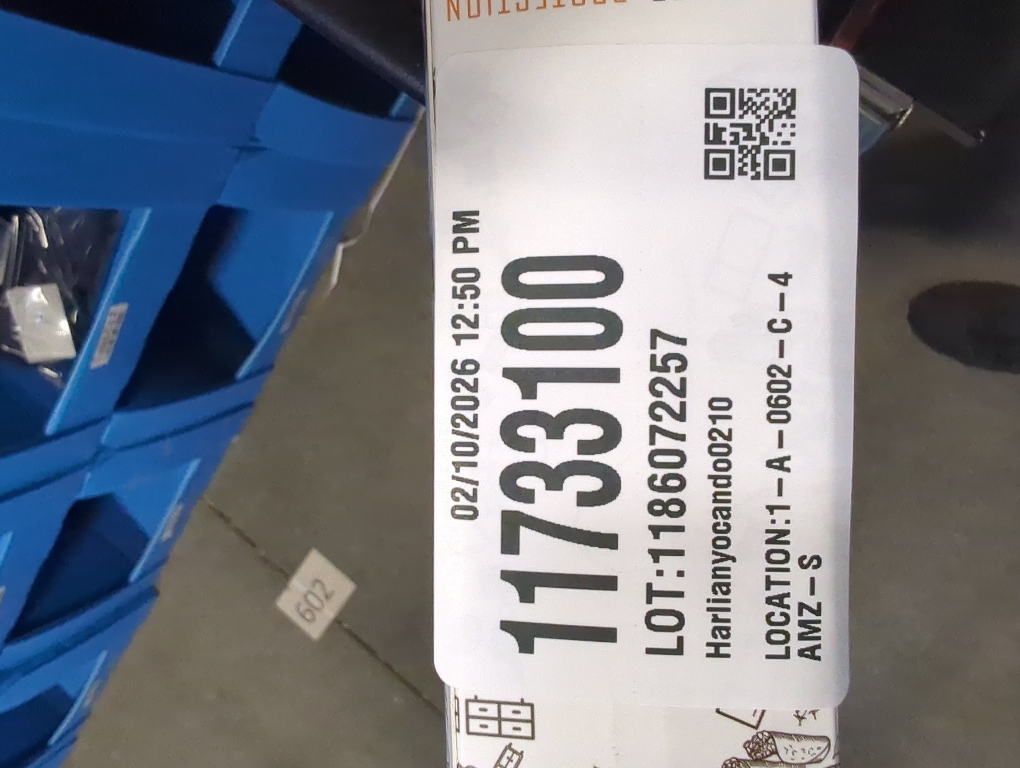 02/10/2026 12:50 PM
11733100
LOT:1186072257
Harlianyocando0210
LOCATION:1-A-0602-C-4
AMZ-S
602